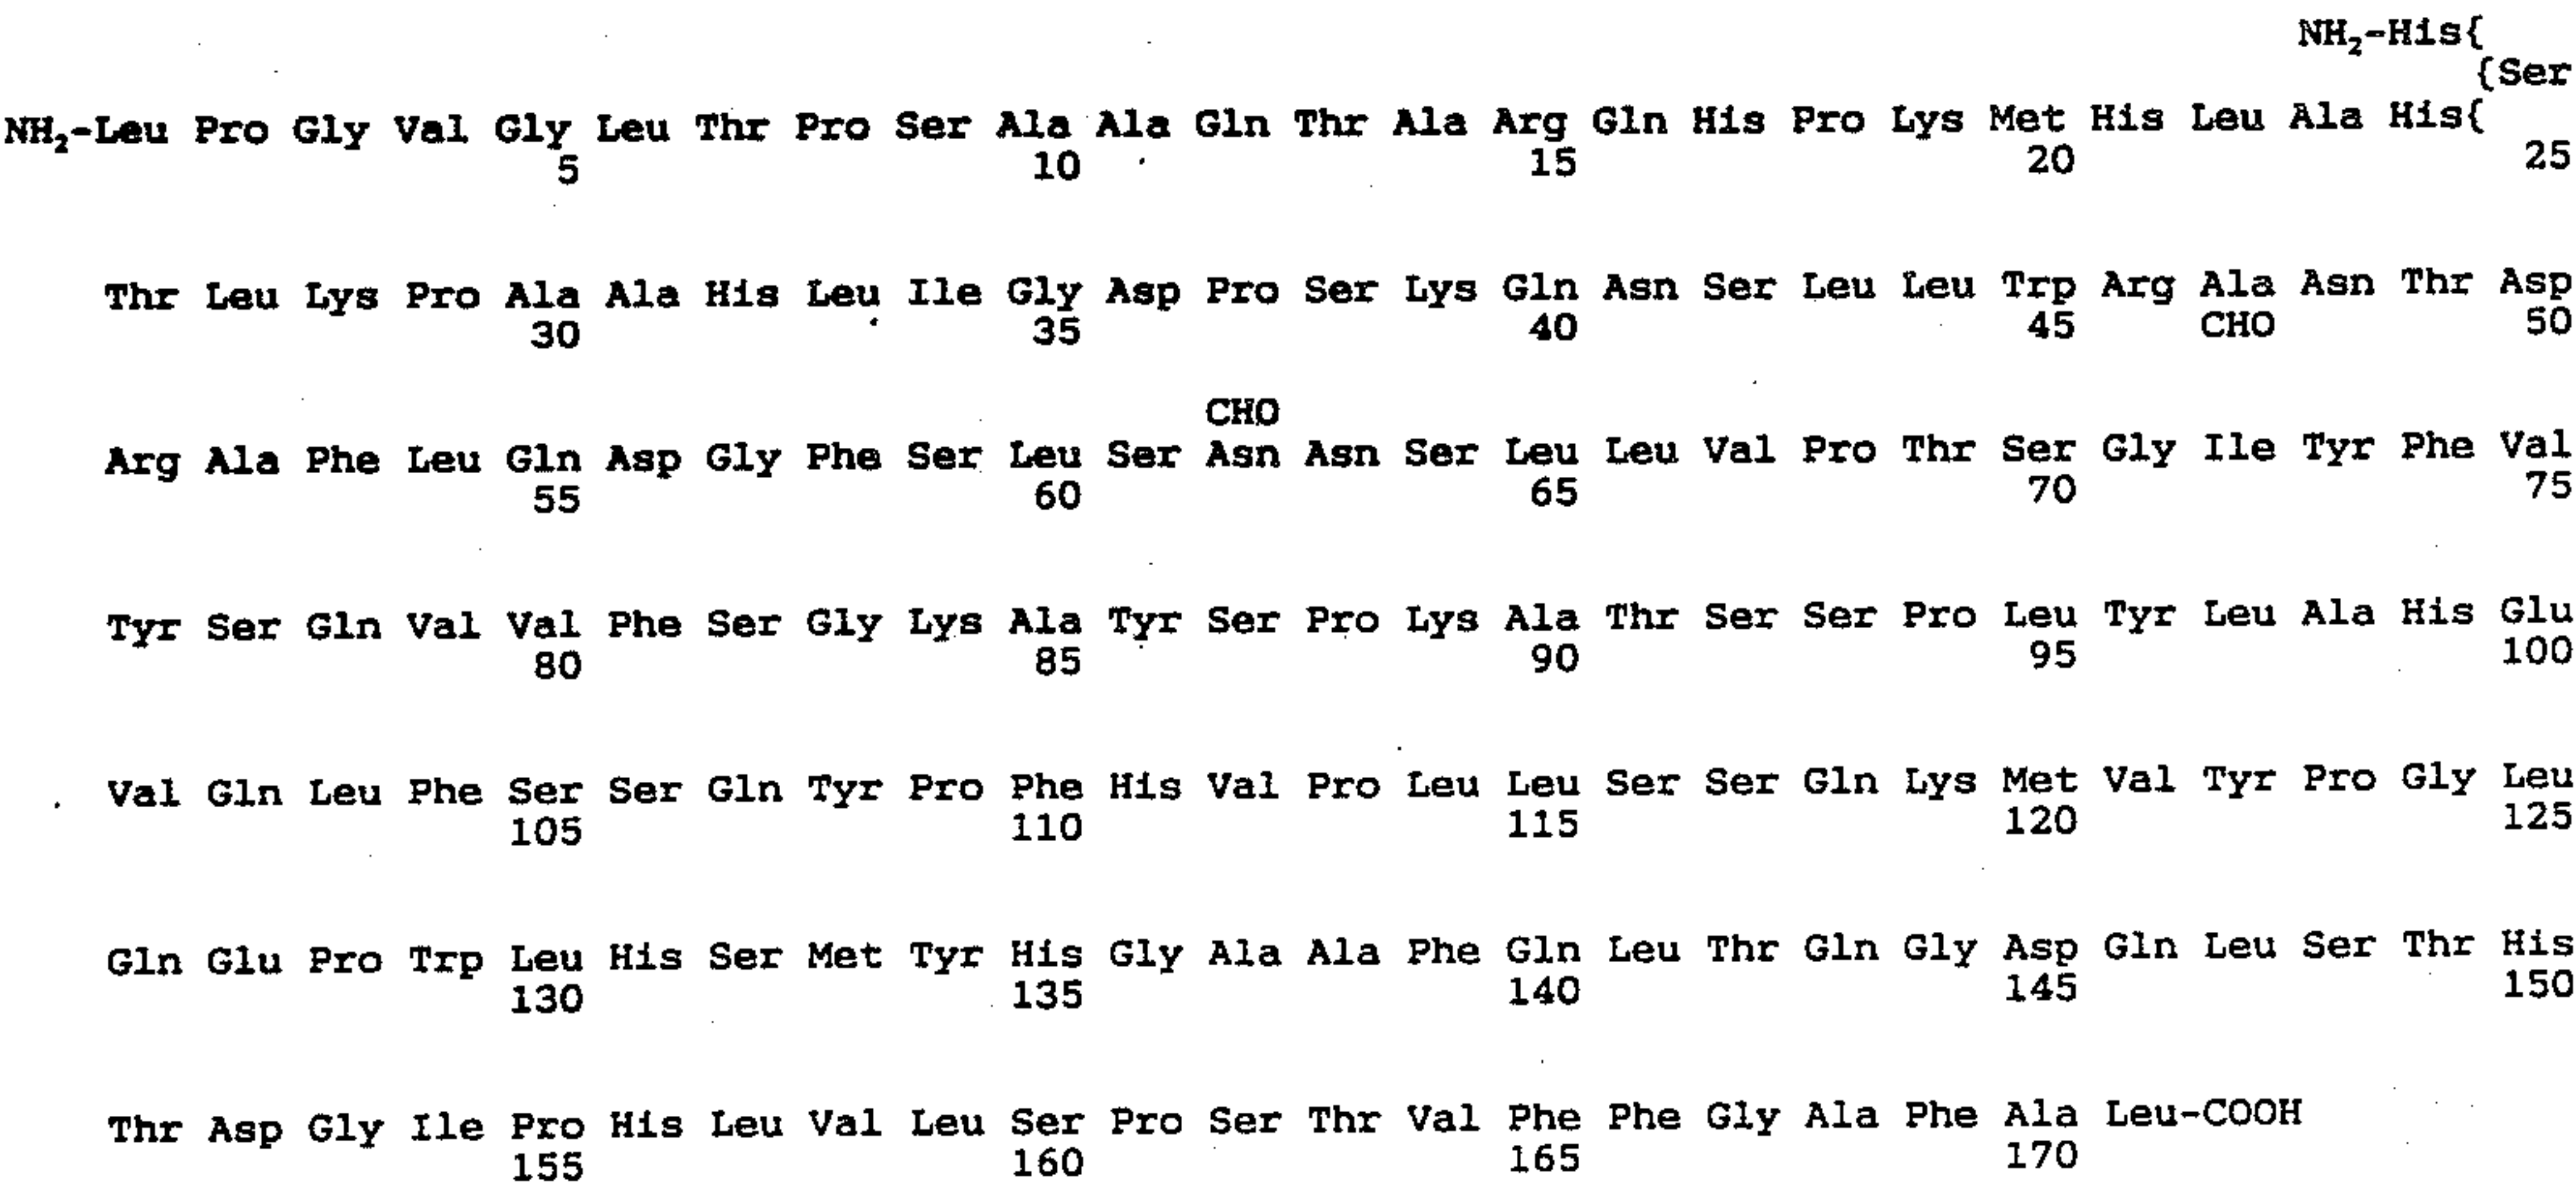 NH₂-His{
{Ser
NH₂-Leu Pro Gly Val Gly Leu Thr Pro Ser Ala Ala Gln Thr Ala Arg Gln His Pro Lys Met His Leu Ala His{
5 10 15 20 25
Thr Leu Lys Pro Ala Ala His Leu Ile Gly Asp Pro Ser Lys Gln Asn Ser Leu Leu Trp Arg Ala Asn Thr Asp
30 35 40 45 CHO 50
CHO
Arg Ala Phe Leu Gln Asp Gly Phe Ser Leu Ser Asn Asn Ser Leu Leu Val Pro Thr Ser Gly Ile Tyr Phe Val
55 60 65 70 75
Tyr Ser Gln Val Val Phe Ser Gly Lys Ala Tyr Ser Pro Lys Ala Thr Ser Ser Pro Leu Tyr Leu Ala His Glu
80 85 90 95 100
Val Gln Leu Phe Ser Ser Gln Tyr Pro Phe His Val Pro Leu Leu Ser Ser Gln Lys Met Val Tyr Pro Gly Leu
105 110 115 120 125
Gln Glu Pro Trp Leu His Ser Met Tyr His Gly Ala Ala Phe Gln Leu Thr Gln Gly Asp Gln Leu Ser Thr His
130 135 140 145 150
Thr Asp Gly Ile Pro His Leu Val Leu Ser Pro Ser Thr Val Phe Phe Gly Ala Phe Ala Leu-COOH
155 160 165 170